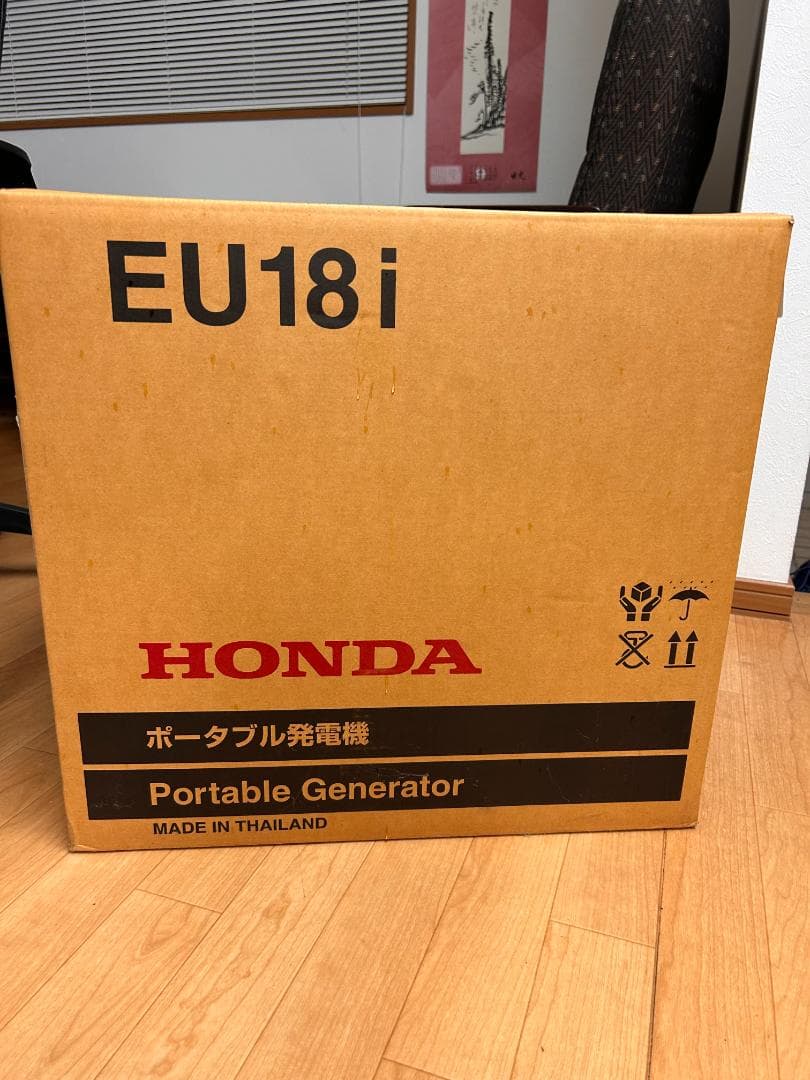 EU18i
HONDA
ポータブル発電機
Portable Generator
MADE IN THAILAND